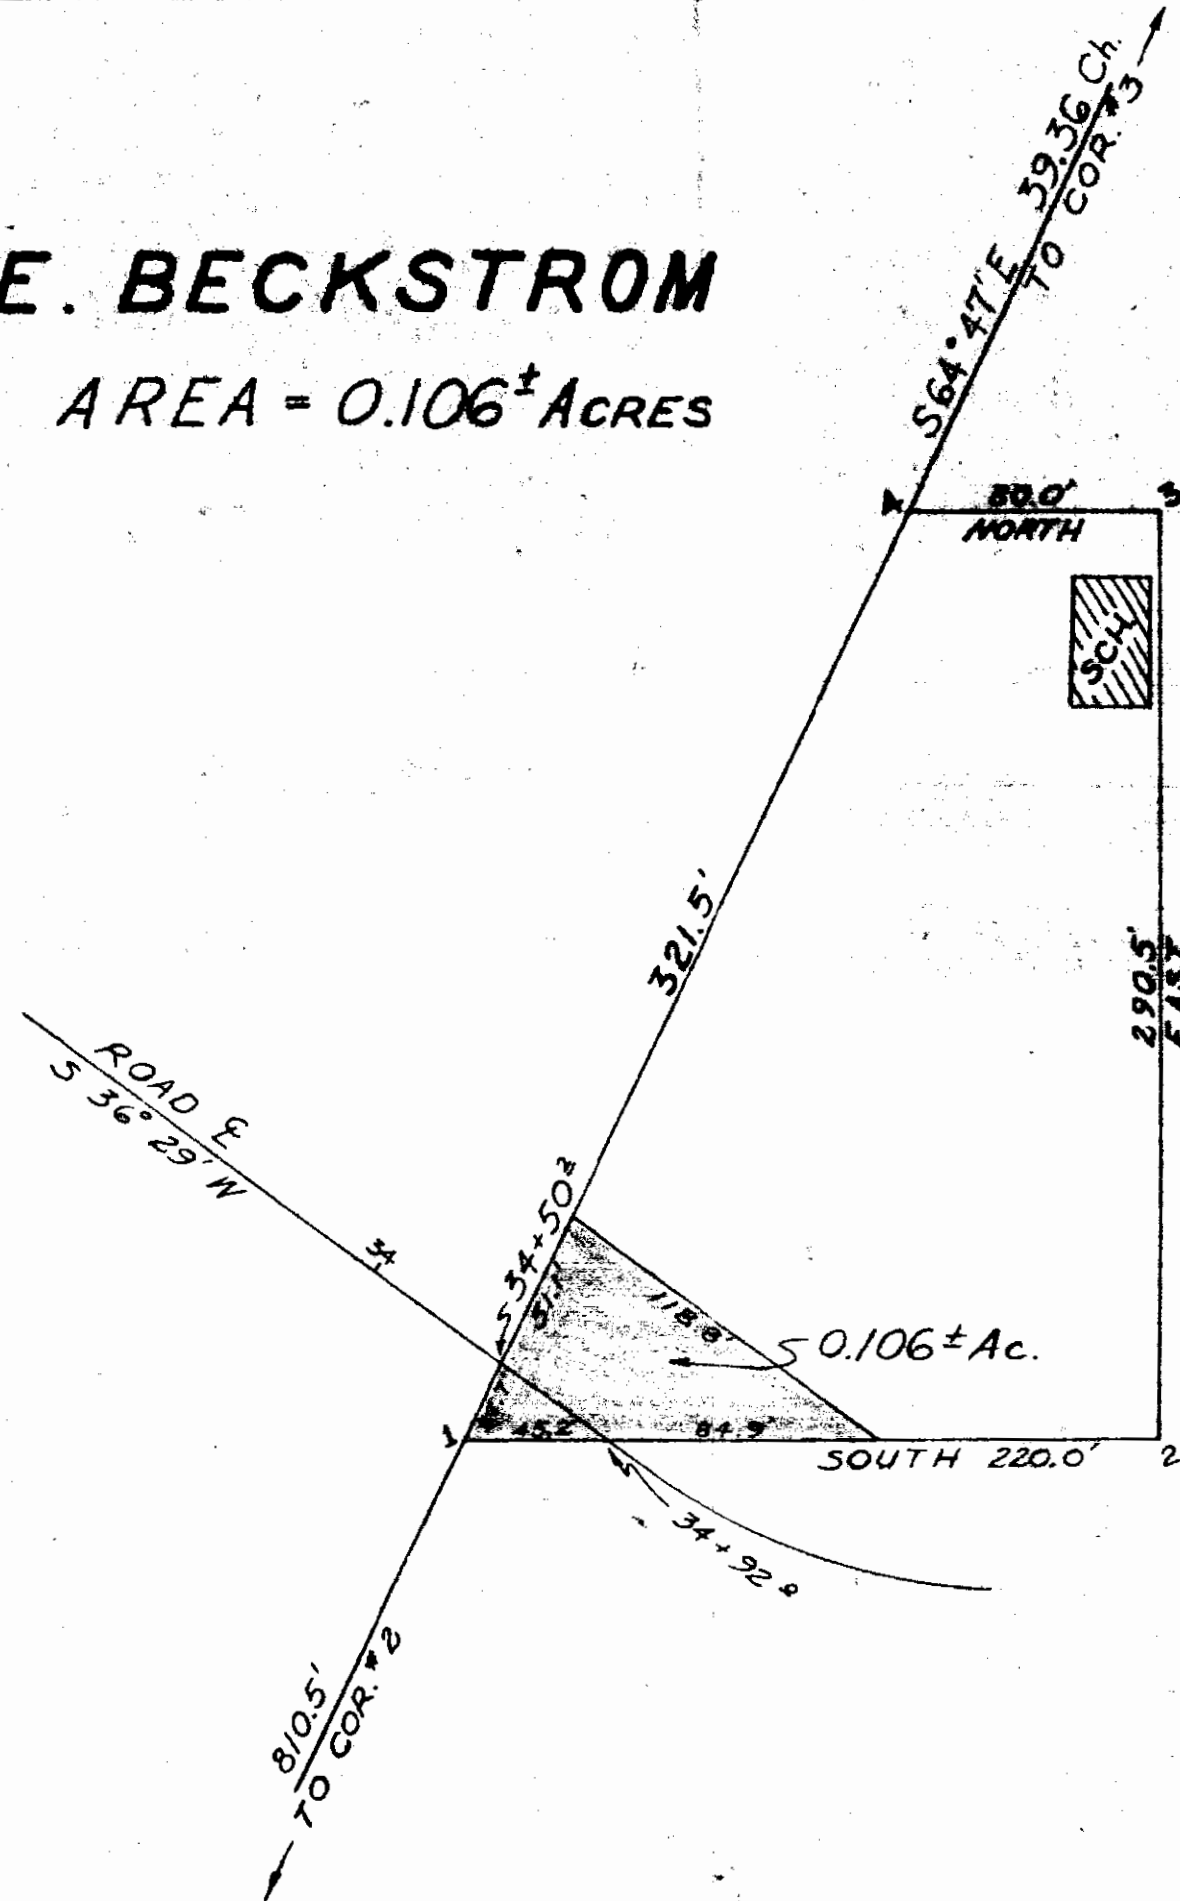 E. BECKSTROM
AREA = 0.106± ACRES
S64°47'E 39.36 Ch.
TO COR. #3
4
80.0'
NORTH
3
SCH.
321.5'
290.5'
EAST
ROAD ℄
S 36° 29' W
34
34+50²
51.1
118.8'
0.106± Ac.
1
45.2
84.9
SOUTH 220.0'
2
34+92
810.5'
TO COR. #2